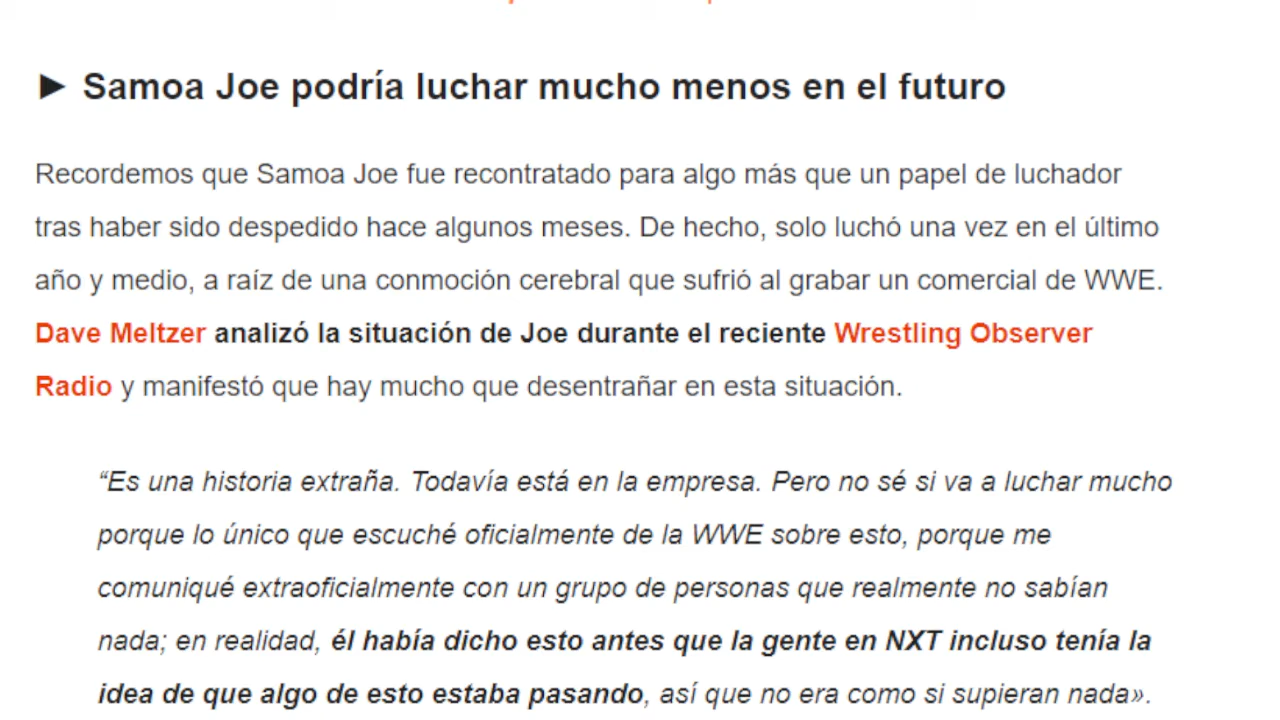 ► Samoa Joe podría luchar mucho menos en el futuro
Recordemos que Samoa Joe fue recontratado para algo más que un papel de luchador
tras haber sido despedido hace algunos meses. De hecho, solo luchó una vez en el último
año y medio, a raíz de una conmoción cerebral que sufrió al grabar un comercial de WWE.
Dave Meltzer analizó la situación de Joe durante el reciente Wrestling Observer
Radio y manifestó que hay mucho que desentrañar en esta situación.
“Es una historia extraña. Todavía está en la empresa. Pero no sé si va a luchar mucho
porque lo único que escuché oficialmente de la WWE sobre esto, porque me
comuniqué extraoficialmente con un grupo de personas que realmente no sabían
nada; en realidad, él había dicho esto antes que la gente en NXT incluso tenía la
idea de que algo de esto estaba pasando, así que no era como si supieran nada».